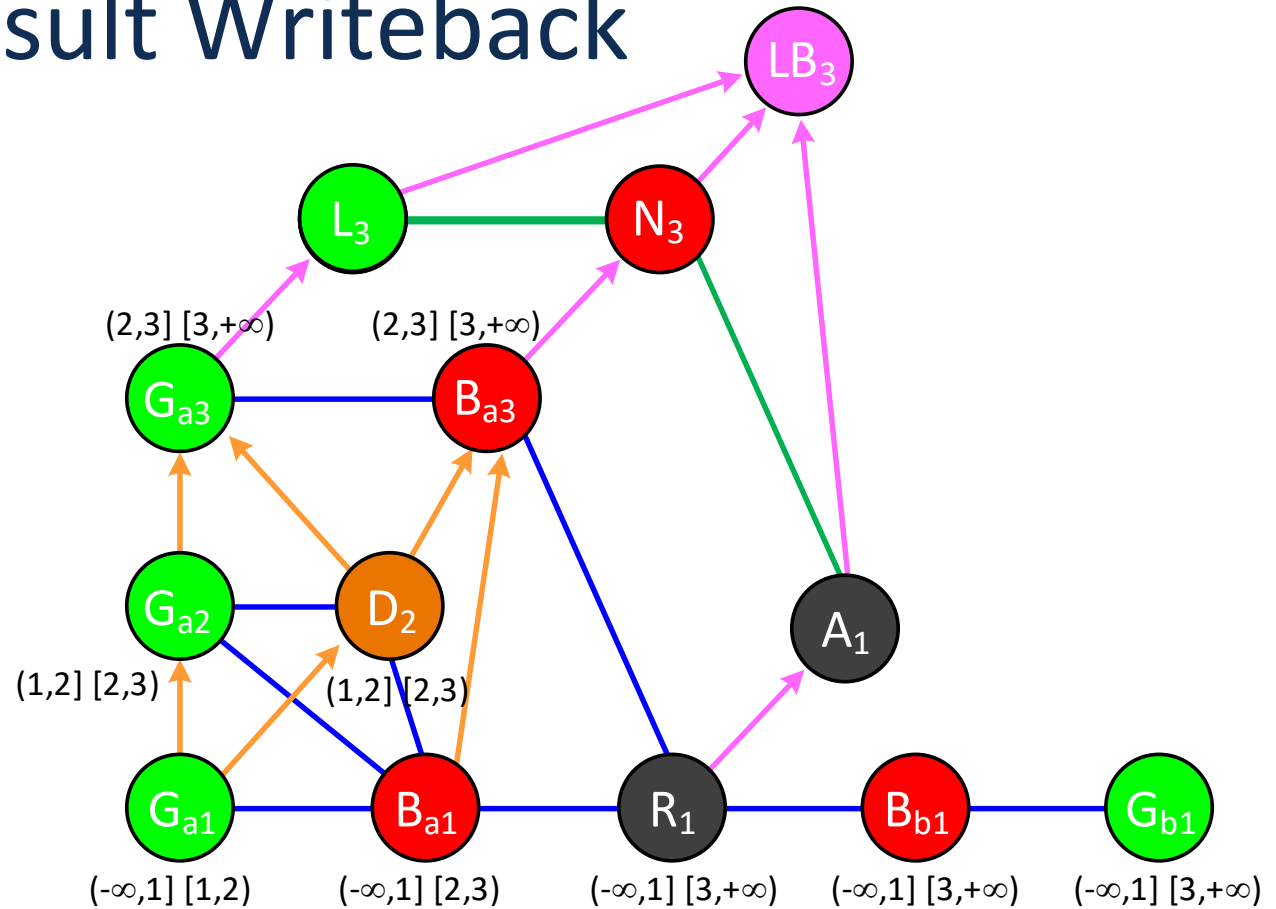 sult Writeback
LB₃
L₃
N₃
(2,3] [3,+∞)
(2,3] [3,+∞)
Gₐ₃
Bₐ₃
Gₐ₂
D₂
A₁
(1,2] [2,3)
(1,2] [2,3)
Gₐ₁
Bₐ₁
R₁
B_b1
G_b1
(-∞,1] [1,2)
(-∞,1] [2,3)
(-∞,1] [3,+∞)
(-∞,1] [3,+∞)
(-∞,1] [3,+∞)